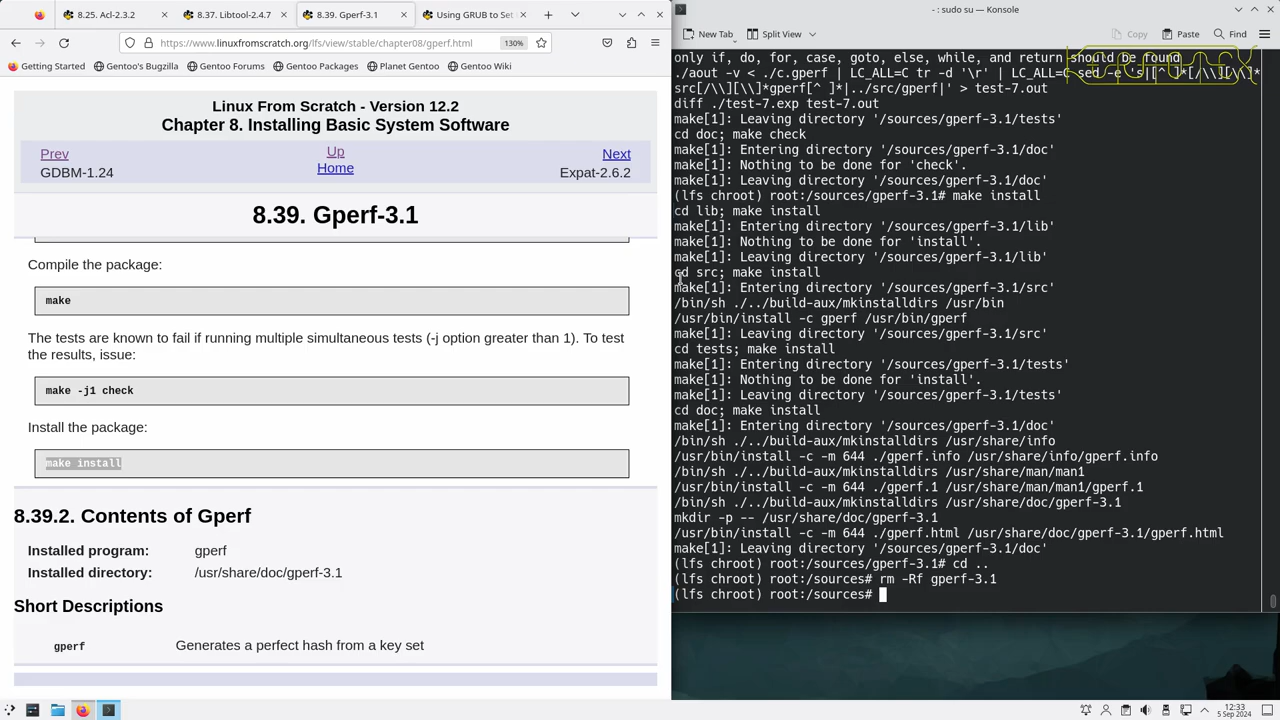 8.25. Acl-2.3.2
8.37. Libtool-2.4.7
8.39. Gperf-3.1
Using GRUB to Set
https://www.linuxfromscratch.org/lfs/view/stable/chapter08/gperf.html
130%
Getting Started
Gentoo's Bugzilla
Gentoo Forums
Gentoo Packages
Planet Gentoo
Gentoo Wiki
Linux From Scratch - Version 12.2
Chapter 8. Installing Basic System Software
Prev
Up
Next
GDBM-1.24
Home
Expat-2.6.2
8.39. Gperf-3.1
Compile the package:
make
The tests are known to fail if running multiple simultaneous tests (-j option greater than 1). To test
the results, issue:
make -j1 check
Install the package:
make install
8.39.2. Contents of Gperf
Installed program: gperf
Installed directory: /usr/share/doc/gperf-3.1
Short Descriptions
gperf Generates a perfect hash from a key set
- : sudo su — Konsole
New Tab
Split View
Copy
Paste
Find
only if, do, for, case, goto, else, while, and return should be found
./aout -v < ./c.gperf | LC_ALL=C tr -d '\r' | LC_ALL=C sed -e 's|[^ ]*[/\\][\\]*
src[/\\][\\]*gperf[^ ]*|../src/gperf|' > test-7.out
diff ./test-7.exp test-7.out
make[1]: Leaving directory '/sources/gperf-3.1/tests'
cd doc; make check
make[1]: Entering directory '/sources/gperf-3.1/doc'
make[1]: Nothing to be done for 'check'.
make[1]: Leaving directory '/sources/gperf-3.1/doc'
(lfs chroot) root:/sources/gperf-3.1# make install
cd lib; make install
make[1]: Entering directory '/sources/gperf-3.1/lib'
make[1]: Nothing to be done for 'install'.
make[1]: Leaving directory '/sources/gperf-3.1/lib'
cd src; make install
make[1]: Entering directory '/sources/gperf-3.1/src'
/bin/sh ./../build-aux/mkinstalldirs /usr/bin
/usr/bin/install -c gperf /usr/bin/gperf
make[1]: Leaving directory '/sources/gperf-3.1/src'
cd tests; make install
make[1]: Entering directory '/sources/gperf-3.1/tests'
make[1]: Nothing to be done for 'install'.
make[1]: Leaving directory '/sources/gperf-3.1/tests'
cd doc; make install
make[1]: Entering directory '/sources/gperf-3.1/doc'
/bin/sh ./../build-aux/mkinstalldirs /usr/share/info
/usr/bin/install -c -m 644 ./gperf.info /usr/share/info/gperf.info
/bin/sh ./../build-aux/mkinstalldirs /usr/share/man/man1
/usr/bin/install -c -m 644 ./gperf.1 /usr/share/man/man1/gperf.1
/bin/sh ./../build-aux/mkinstalldirs /usr/share/doc/gperf-3.1
mkdir -p -- /usr/share/doc/gperf-3.1
/usr/bin/install -c -m 644 ./gperf.html /usr/share/doc/gperf-3.1/gperf.html
make[1]: Leaving directory '/sources/gperf-3.1/doc'
(lfs chroot) root:/sources/gperf-3.1# cd ..
(lfs chroot) root:/sources# rm -Rf gperf-3.1
(lfs chroot) root:/sources#
12:33
5 Sep 2024